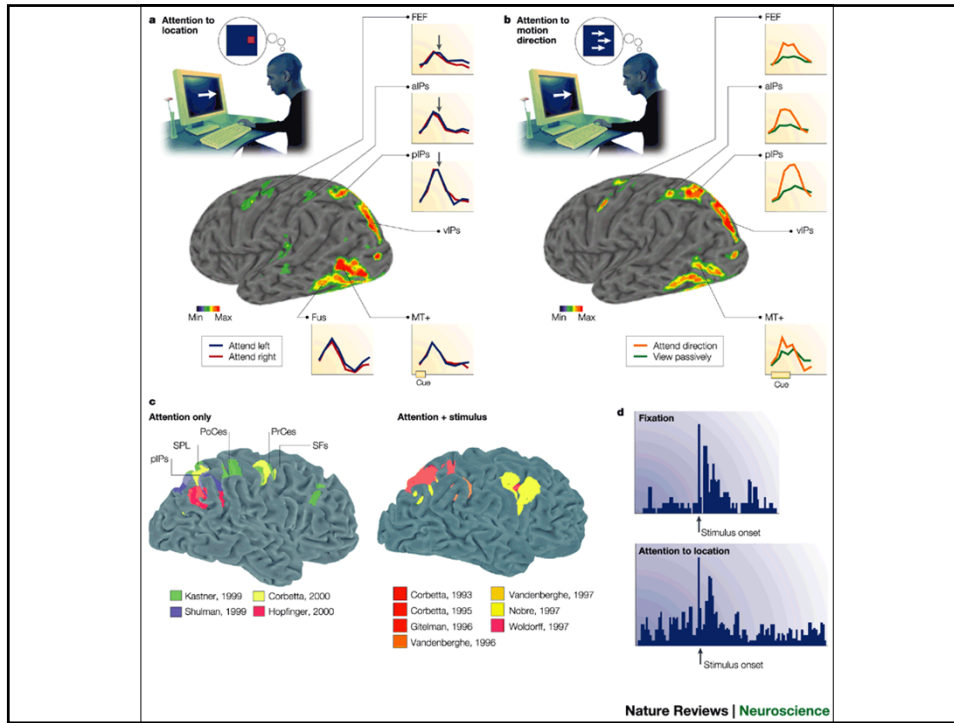 a Attention to
location
FEF
aIPs
pIPs
vIPs
Min Max
Fus
MT+
Attend left
Attend right
Cue
b Attention to
motion
direction
FEF
aIPs
pIPs
vIPs
Min Max
MT+
Attend direction
View passively
Cue
c
Attention only
PoCes
PrCes
SPL
SFs
pIPs
Kastner, 1999
Corbetta, 2000
Shulman, 1999
Hopfinger, 2000
Attention + stimulus
Corbetta, 1993
Vandenberghe, 1997
Corbetta, 1995
Nobre, 1997
Gitelman, 1996
Woldorff, 1997
Vandenberghe, 1996
d
Fixation
Stimulus onset
Attention to location
Stimulus onset
Nature Reviews | Neuroscience